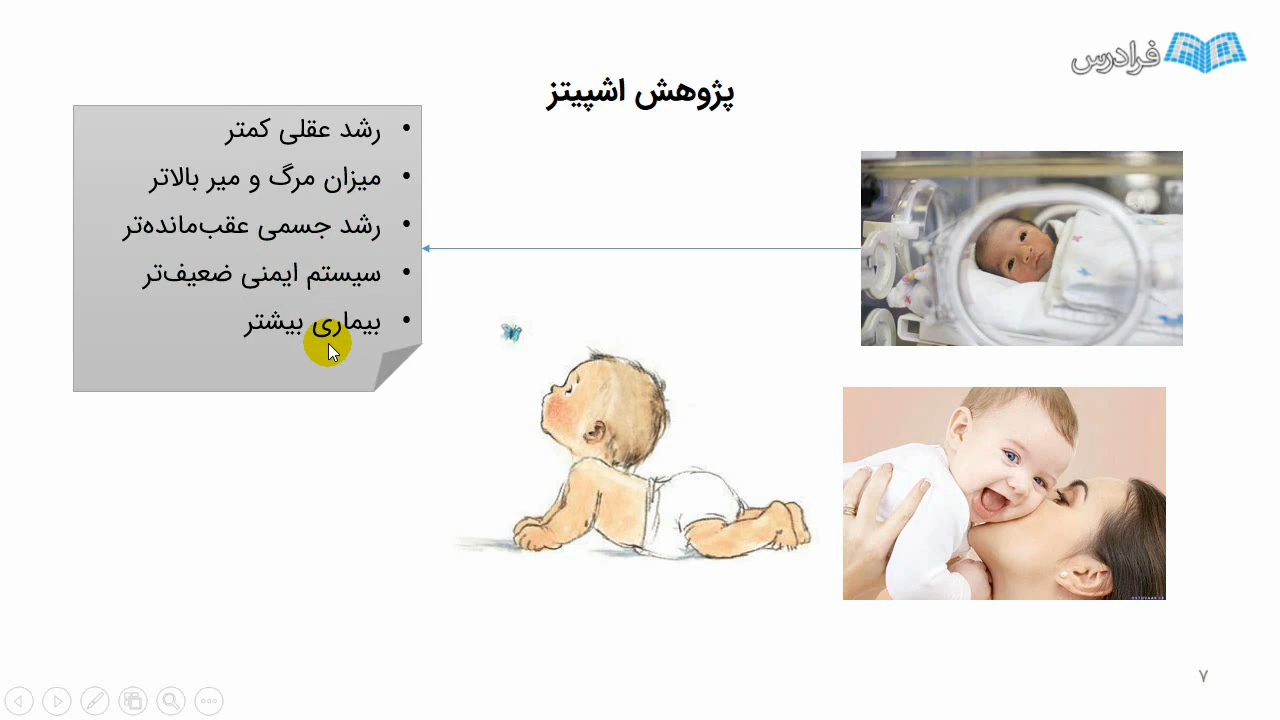 فرادرس
پژوهش اشپیتز
• رشد عقلی کمتر
• میزان مرگ و میر بالاتر
• رشد جسمی عقب‌مانده‌تر
• سیستم ایمنی ضعیف‌تر
• بیماری بیشتر
۷